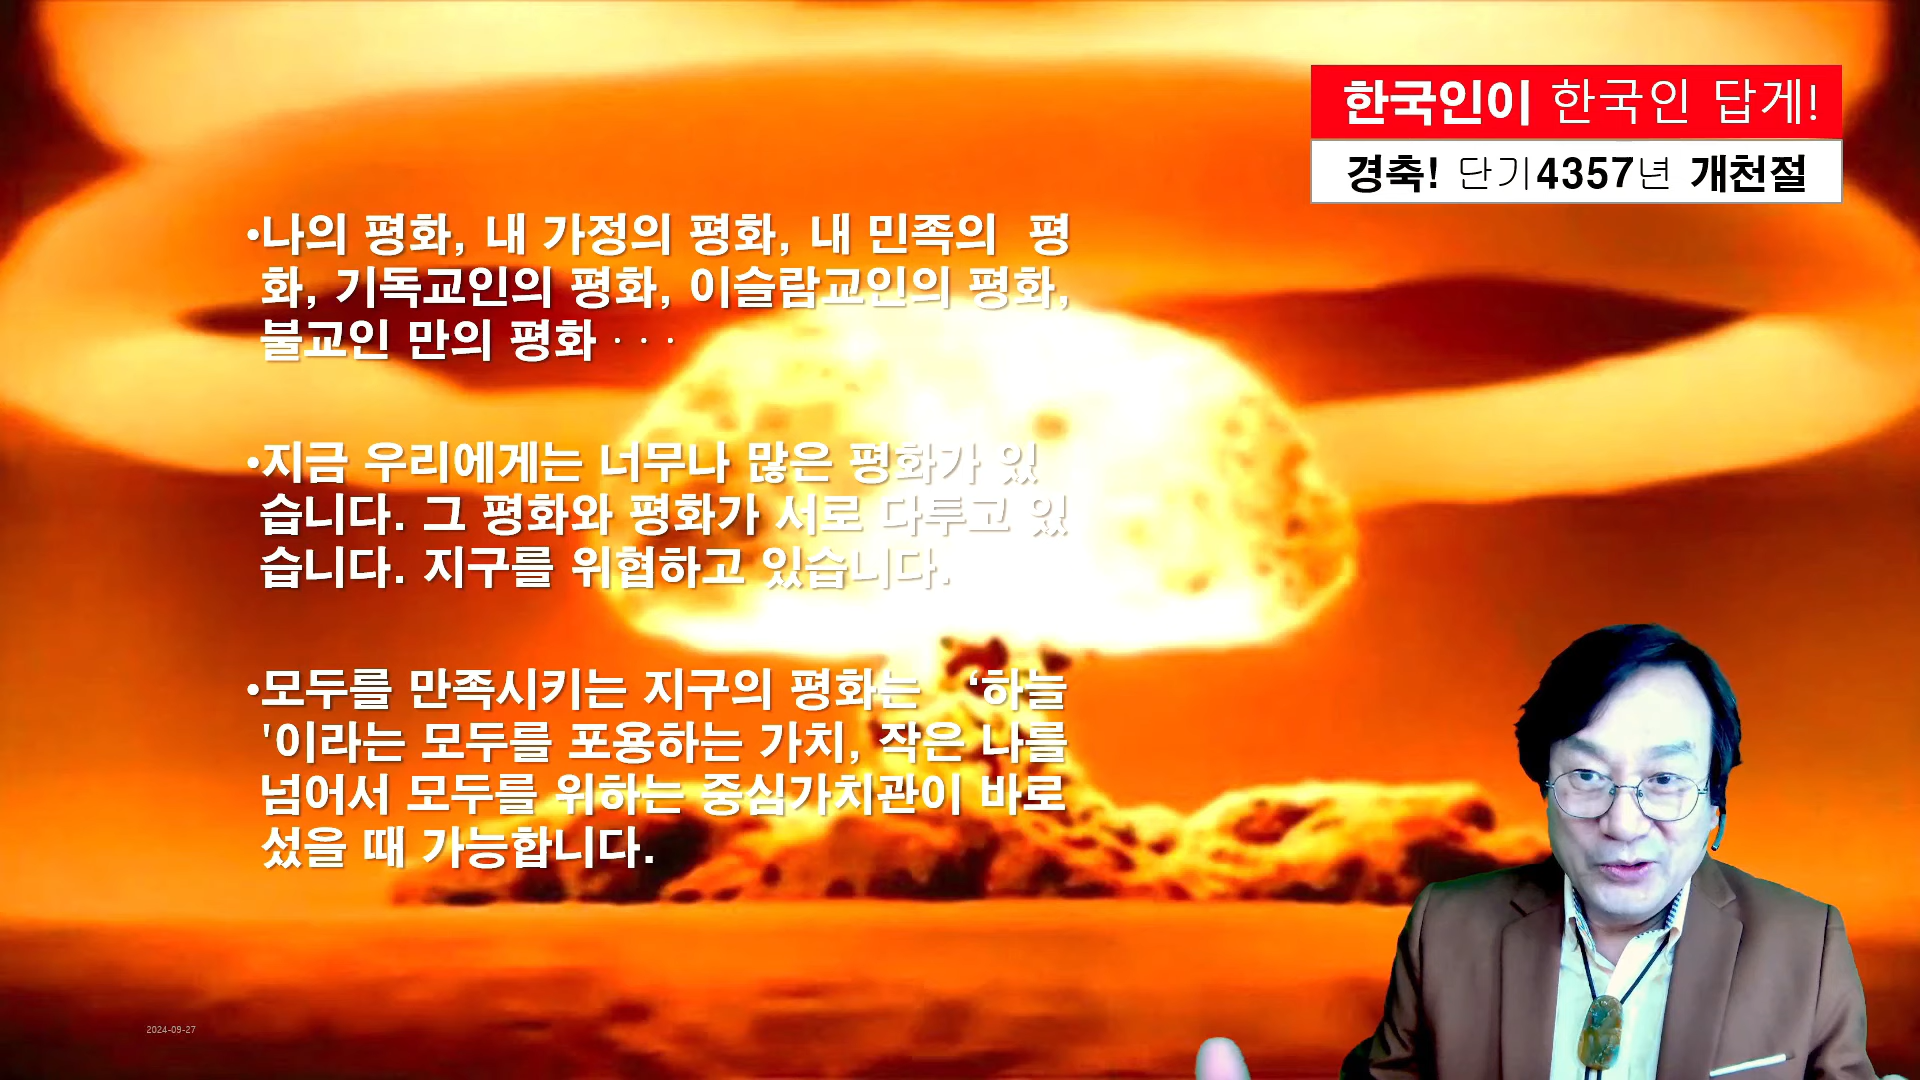 한국인이 한국인 답게!
경축! 단기4357년 개천절
•나의 평화, 내 가정의 평화, 내 민족의 평
화, 기독교인의 평화, 이슬람교인의 평화,
불교인 만의 평화 · · ·
•지금 우리에게는 너무나 많은 평화가 있
습니다. 그 평화와 평화가 서로 다투고 있
습니다. 지구를 위협하고 있습니다.
•모두를 만족시키는 지구의 평화는 ‘하늘
'이라는 모두를 포용하는 가치, 작은 나를
넘어서 모두를 위하는 중심가치관이 바로
섰을 때 가능합니다.
2024-09-27